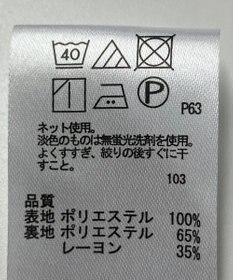 40
P
P63
ネット使用。
淡色のものは無蛍光洗剤を使用。
よくすすぎ、絞りの後すぐに干
すこと。
103
品質
表地 ポリエステル 100%
裏地 ポリエステル 65%
レーヨン 35%